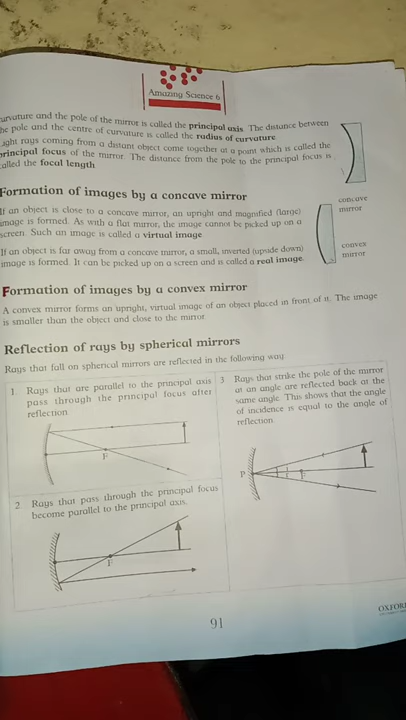 Amazing Science 6
curvature and the pole of the mirror is called the principal axis. The distance between
the pole and the centre of curvature is called the radius of curvature.
Light rays coming from a distant object come together at a point which is called the
principal focus of the mirror. The distance from the pole to the principal focus is
called the focal length.
Formation of images by a concave mirror
If an object is close to a concave mirror, an upright and magnified (large)
image is formed. As with a flat mirror, the image cannot be picked up on a
screen. Such an image is called a virtual image.
If an object is far away from a concave mirror, a small, inverted (upside down)
image is formed. It can be picked up on a screen and is called a real image.
concave
mirror
convex
mirror
Formation of images by a convex mirror
A convex mirror forms an upright, virtual image of an object placed in front of it. The image
is smaller than the object and close to the mirror.
Reflection of rays by spherical mirrors
Rays that fall on spherical mirrors are reflected in the following way.
1. Rays that are parallel to the principal axis
pass through the principal focus after
reflection.
F
2. Rays that pass through the principal focus
become parallel to the principal axis.
F
3. Rays that strike the pole of the mirror
at an angle are reflected back at the
same angle. This shows that the angle
of incidence is equal to the angle of
reflection.
P
F
91
OXFORD